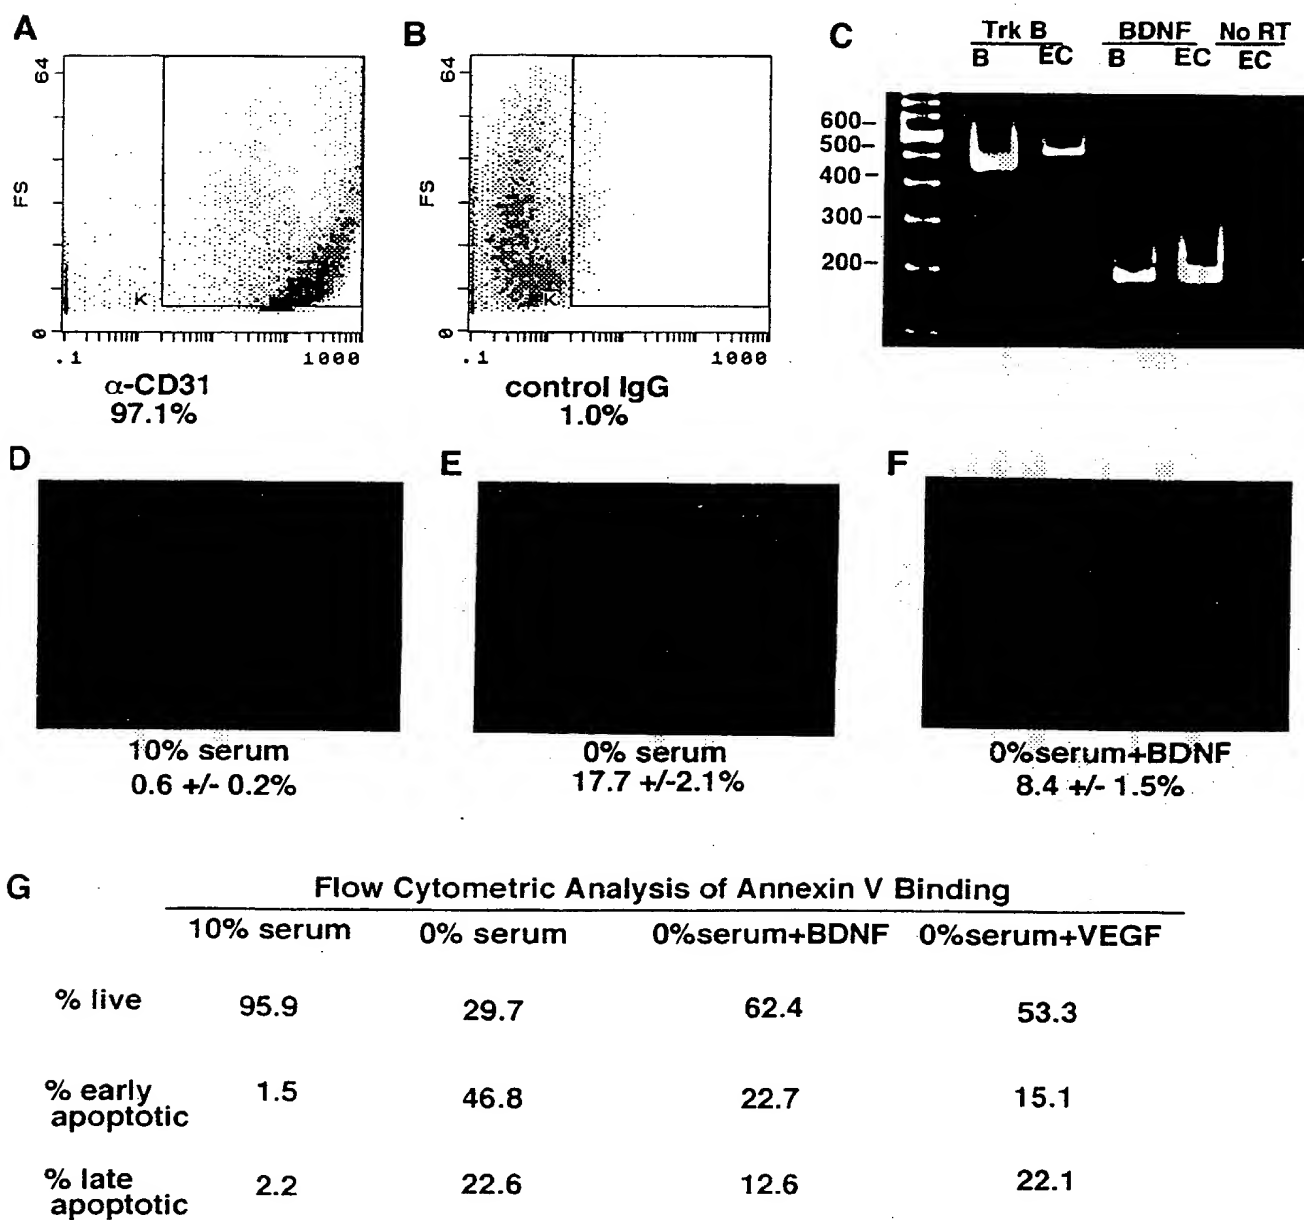 A
64
FS
0
K
.1 1000
α-CD31
97.1%
B
64
FS
0
K
.1 1000
control IgG
1.0%
C
Trk B BDNF No RT
B EC B EC EC
600-
500-
400-
300-
200-
D
10% serum
0.6 +/- 0.2%
E
0% serum
17.7 +/-2.1%
F
0%serum+BDNF
8.4 +/- 1.5%
G
Flow Cytometric Analysis of Annexin V Binding
10% serum 0% serum 0%serum+BDNF 0%serum+VEGF
% live 95.9 29.7 62.4 53.3
% early
apoptotic 1.5 46.8 22.7 15.1
% late
apoptotic 2.2 22.6 12.6 22.1